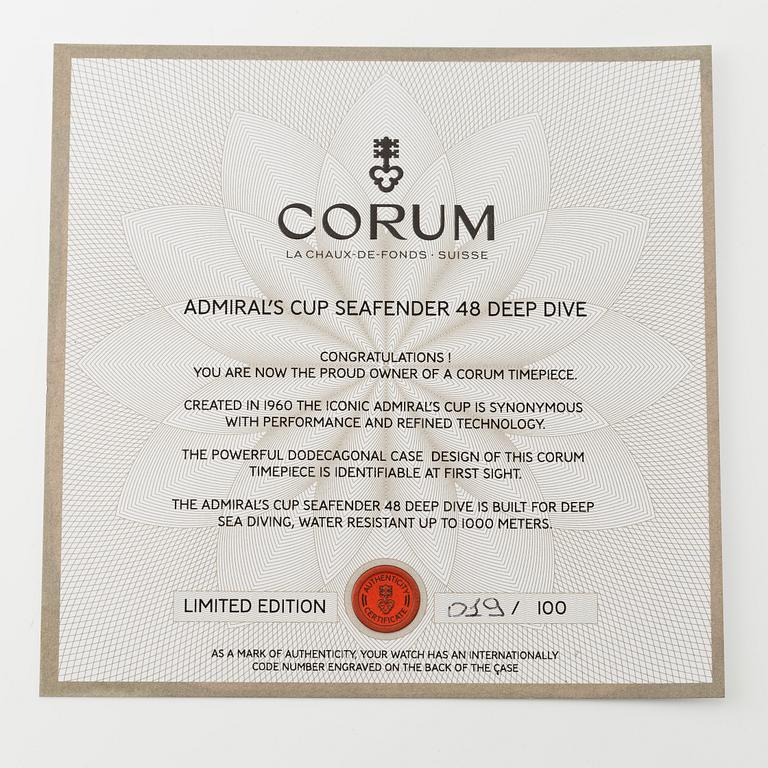 CORUM
LA CHAUX-DE-FONDS · SUISSE
ADMIRAL'S CUP SEAFENDER 48 DEEP DIVE
CONGRATULATIONS !
YOU ARE NOW THE PROUD OWNER OF A CORUM TIMEPIECE.
CREATED IN 1960 THE ICONIC ADMIRAL'S CUP IS SYNONYMOUS
WITH PERFORMANCE AND REFINED TECHNOLOGY.
THE POWERFUL DODECAGONAL CASE DESIGN OF THIS CORUM
TIMEPIECE IS IDENTIFIABLE AT FIRST SIGHT.
THE ADMIRAL'S CUP SEAFENDER 48 DEEP DIVE IS BUILT FOR DEEP
SEA DIVING, WATER RESISTANT UP TO 1000 METERS.
AUTHENTICITY
CERTIFICATE
LIMITED EDITION 019 / 100
AS A MARK OF AUTHENTICITY, YOUR WATCH HAS AN INTERNATIONALLY
CODE NUMBER ENGRAVED ON THE BACK OF THE ÇASE